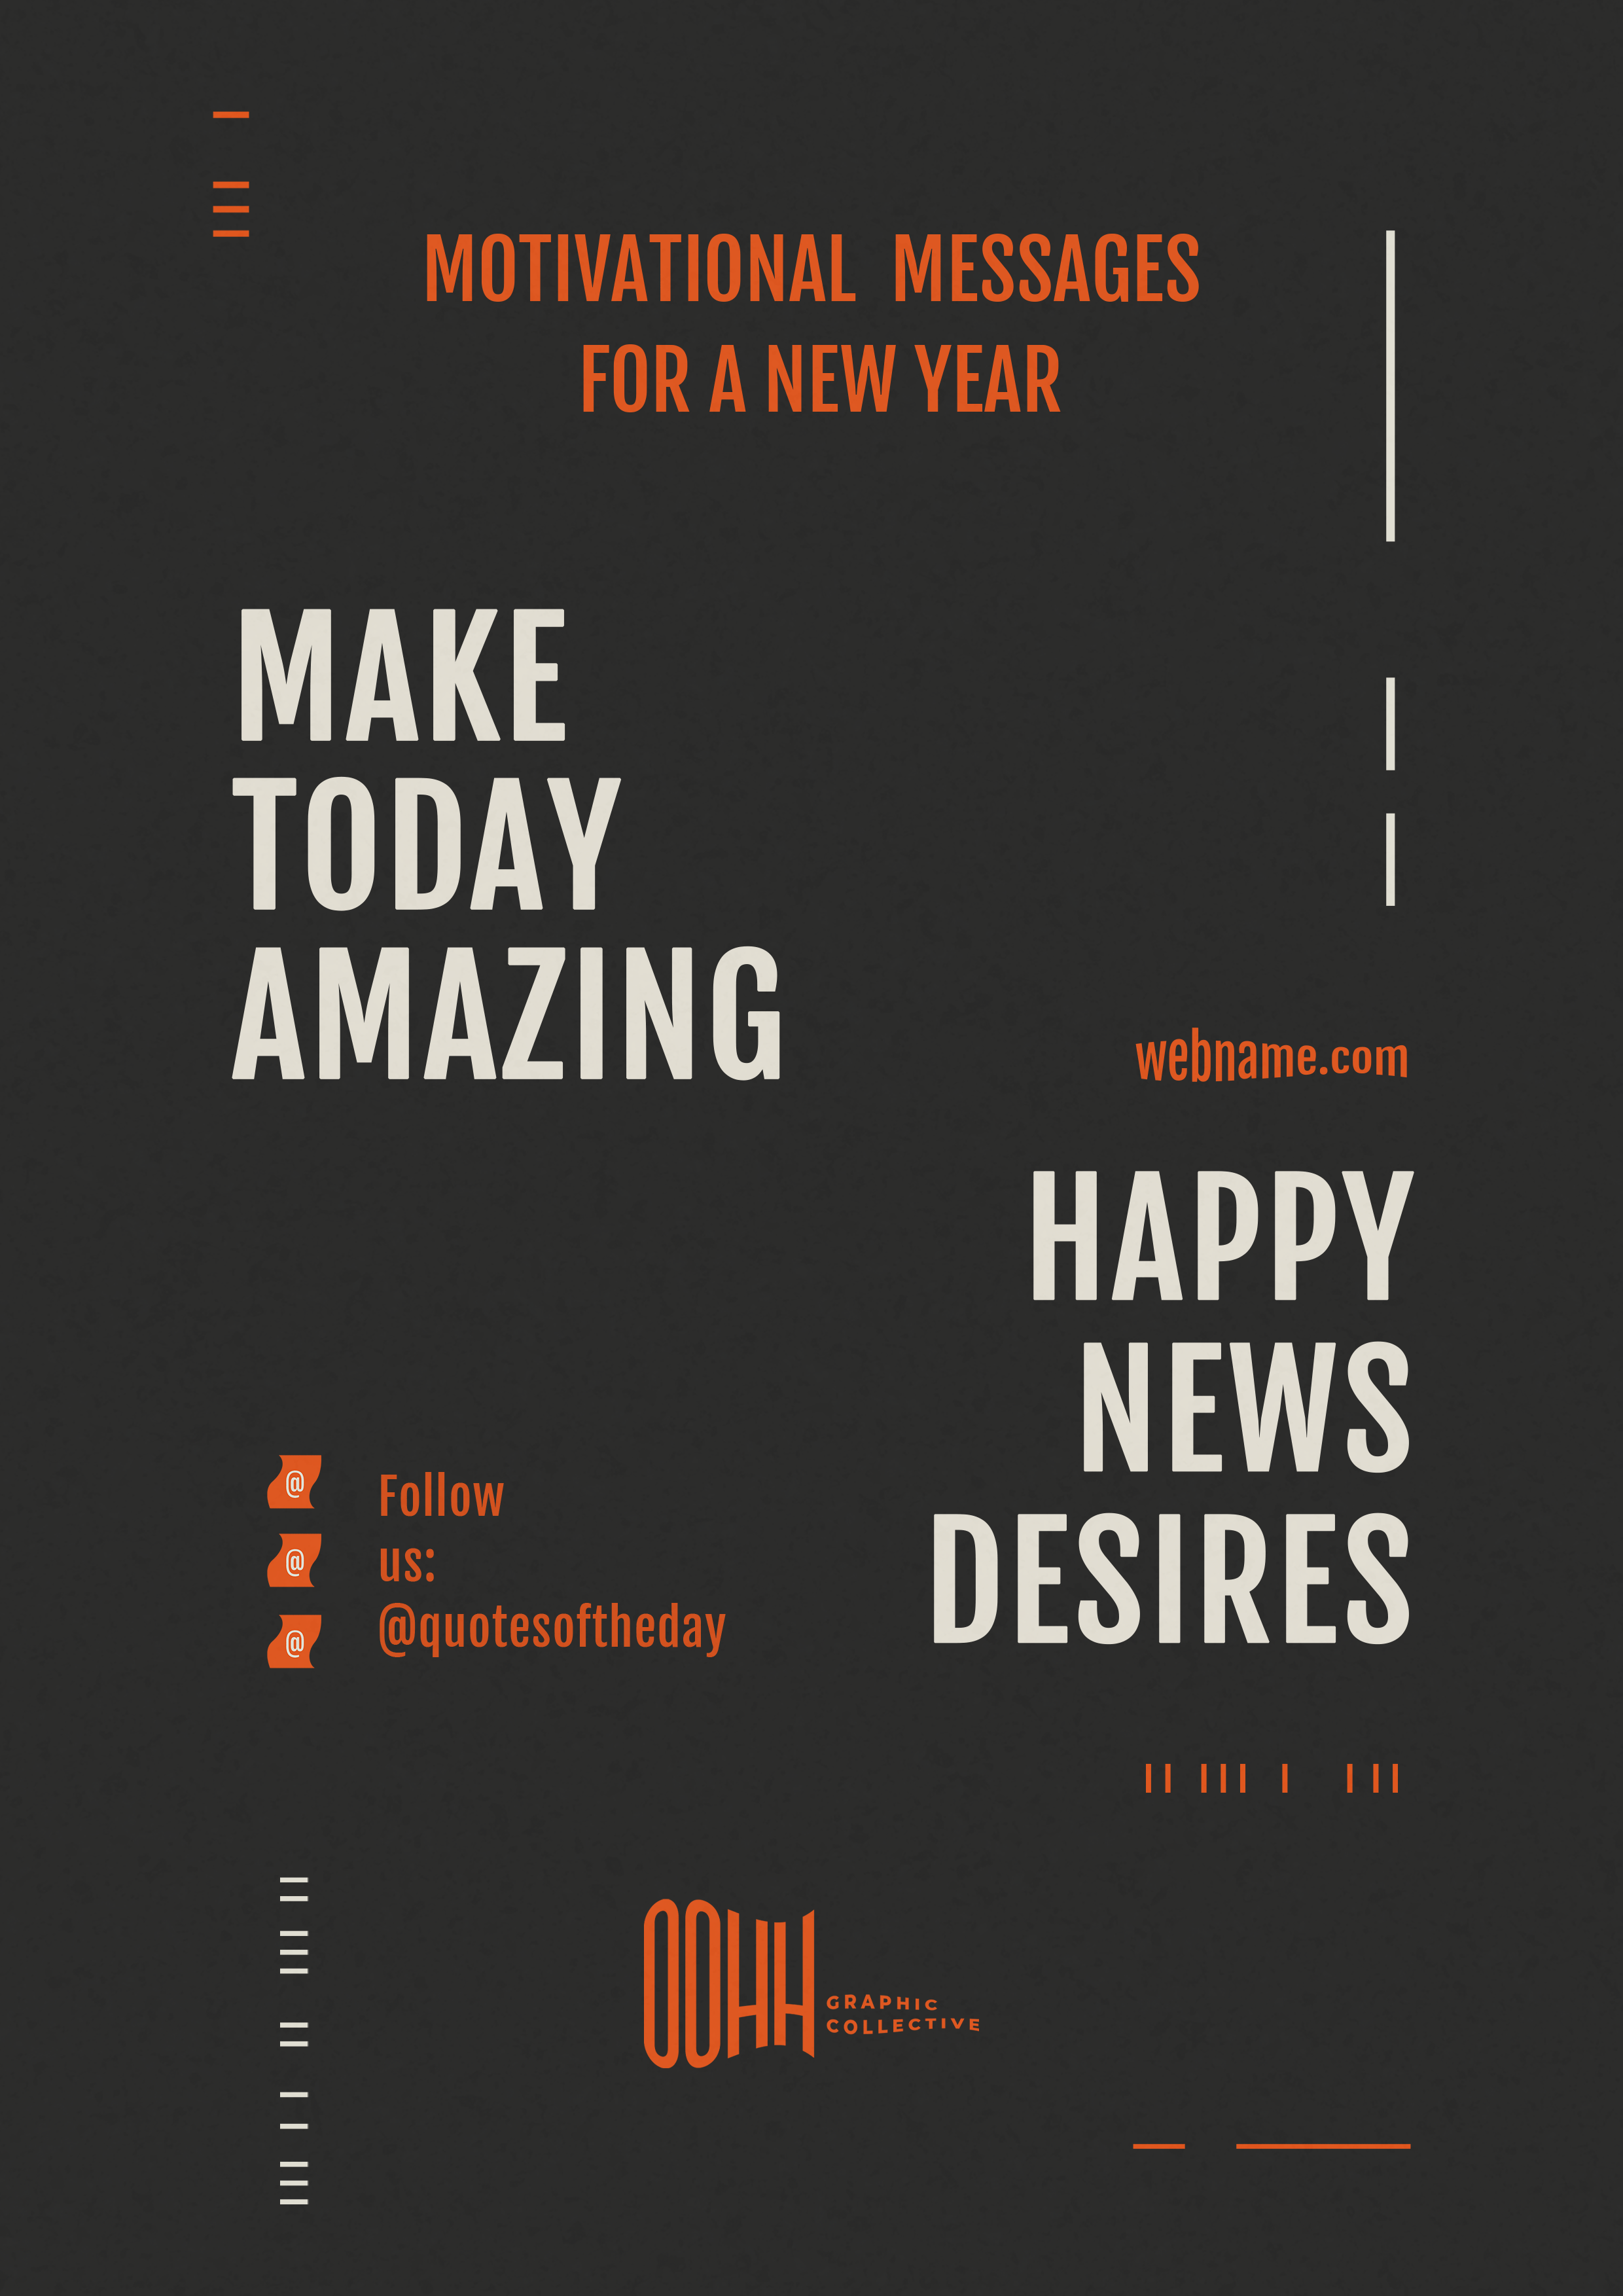 MOTIVATIONAL MESSAGES
FOR A NEW YEAR
MAKE
TODAY
AMAZING
webname.com
HAPPY
NEWS
DESIRES
@
@
@
Follow
us:
@quotesoftheday
OOHH
GRAPHIC
COLLECTIVE